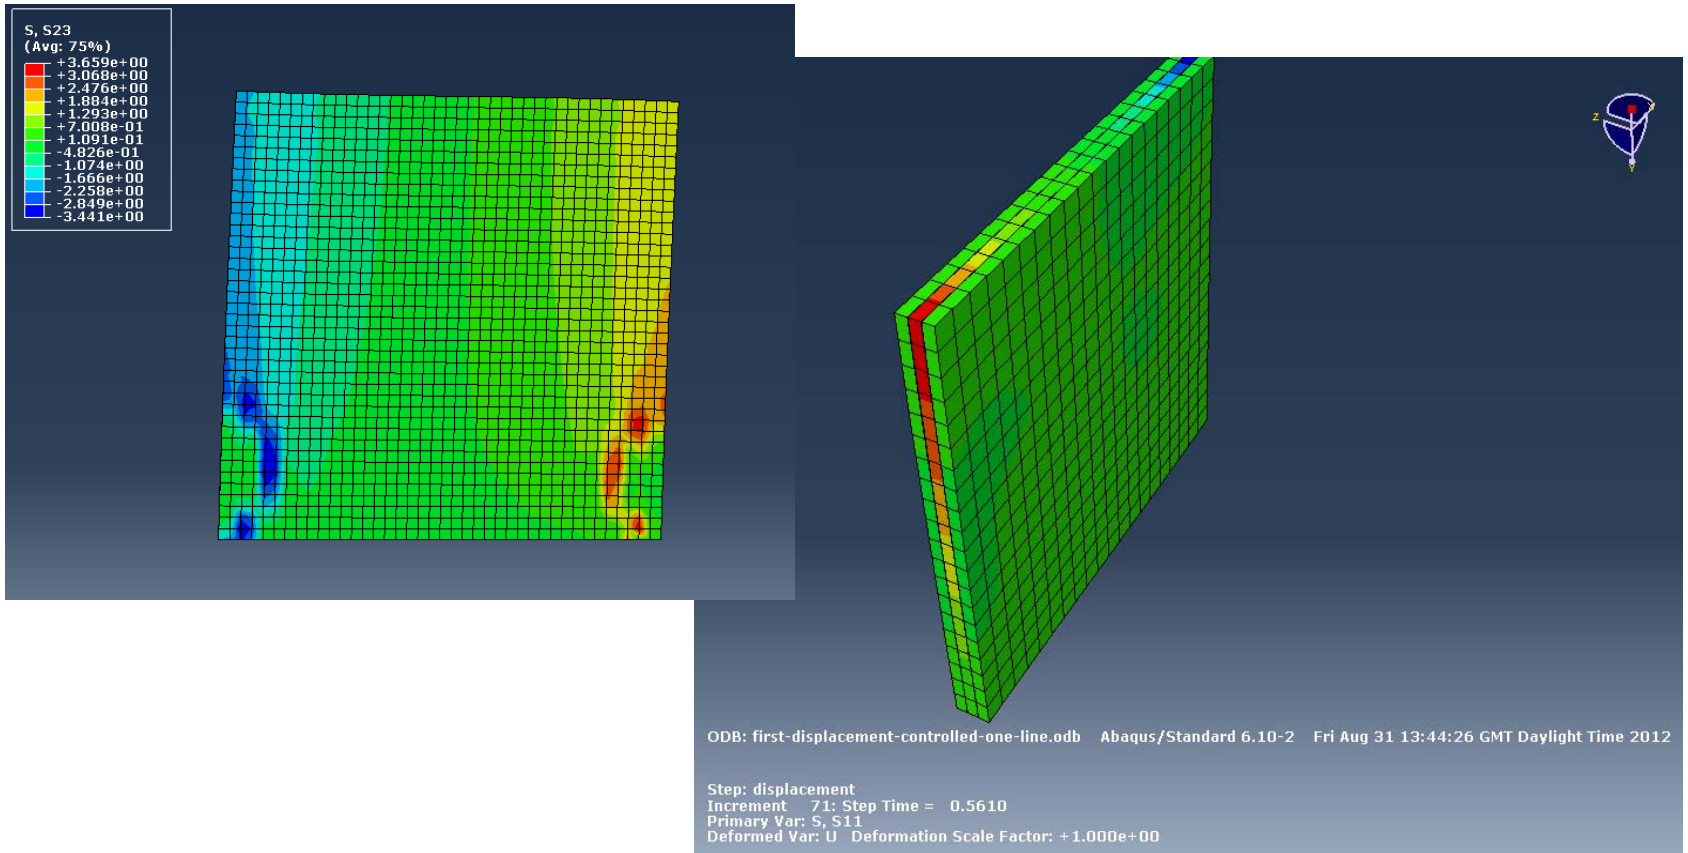 S, S23
(Avg: 75%)
+3.659e+00
+3.068e+00
+2.476e+00
+1.884e+00
+1.293e+00
+7.008e-01
+1.091e-01
-4.826e-01
-1.074e+00
-1.666e+00
-2.258e+00
-2.849e+00
-3.441e+00
Z
Y
ODB: first-displacement-controlled-one-line.odb Abaqus/Standard 6.10-2 Fri Aug 31 13:44:26 GMT Daylight Time 2012
Step: displacement
Increment 71: Step Time = 0.5610
Primary Var: S, S11
Deformed Var: U Deformation Scale Factor: +1.000e+00